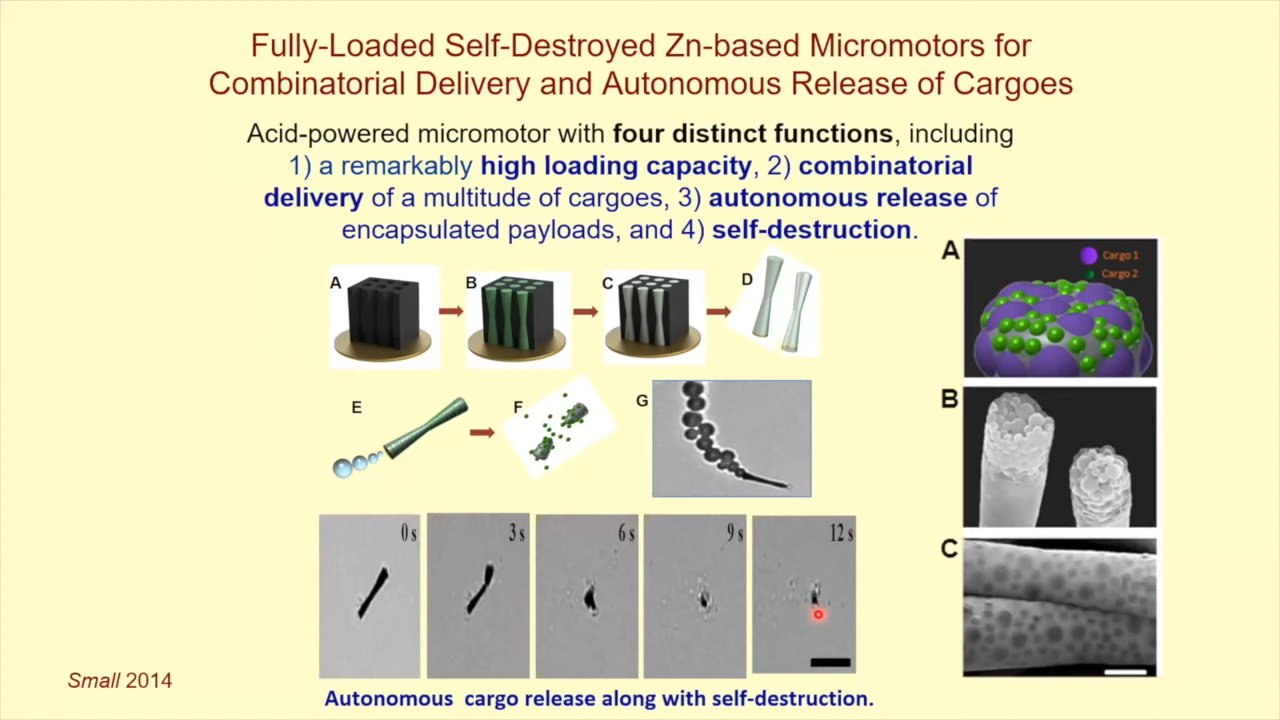 Fully-Loaded Self-Destroyed Zn-based Micromotors for
Combinatorial Delivery and Autonomous Release of Cargoes
Acid-powered micromotor with four distinct functions, including
1) a remarkably high loading capacity, 2) combinatorial
delivery of a multitude of cargoes, 3) autonomous release of
encapsulated payloads, and 4) self-destruction.
A
B
C
D
E
F
G
0 s
3 s
6 s
9 s
12 s
Autonomous cargo release along with self-destruction.
A
Cargo 1
Cargo 2
B
C
Small 2014